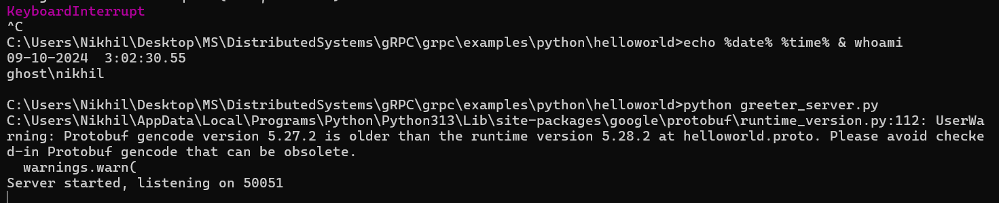 KeyboardInterrupt
^C
C:\Users\Nikhil\Desktop\MS\DistributedSystems\gRPC\grpc\examples\python\helloworld>echo %date% %time% & whoami
09-10-2024  3:02:30.55
ghost\nikhil
C:\Users\Nikhil\Desktop\MS\DistributedSystems\gRPC\grpc\examples\python\helloworld>python greeter_server.py
C:\Users\Nikhil\AppData\Local\Programs\Python\Python313\Lib\site-packages\google\protobuf\runtime_version.py:112: UserWa
rning: Protobuf gencode version 5.27.2 is older than the runtime version 5.28.2 at helloworld.proto. Please avoid checke
d-in Protobuf gencode that can be obsolete.
  warnings.warn(
Server started, listening on 50051